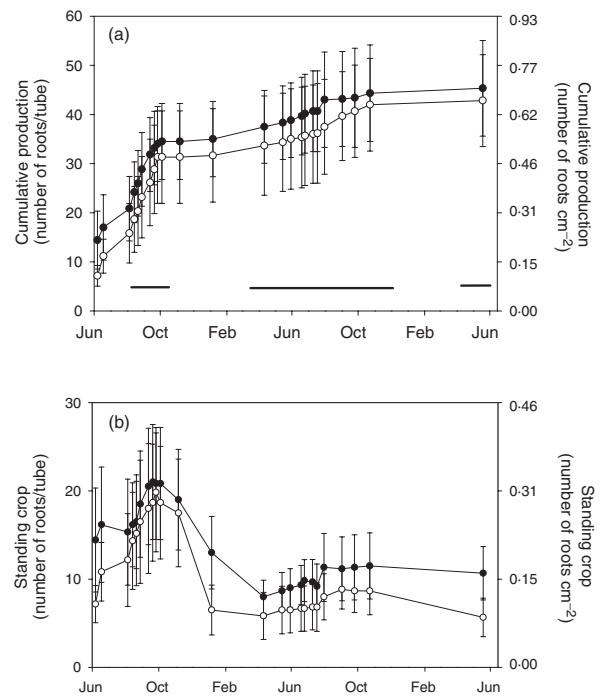 (a)
Cumulative production
(number of roots/tube)
60
50
40
30
20
10
0
0·93
0·77
0·62
0·46
0·31
0·15
0·00
Cumulative production
(number of roots cm⁻²)
Jun Oct Feb Jun Oct Feb Jun
(b)
Standing crop
(number of roots/tube)
30
20
10
0
0·46
0·31
0·15
0·00
Standing crop
(number of roots cm⁻²)
Jun Oct Feb Jun Oct Feb Jun